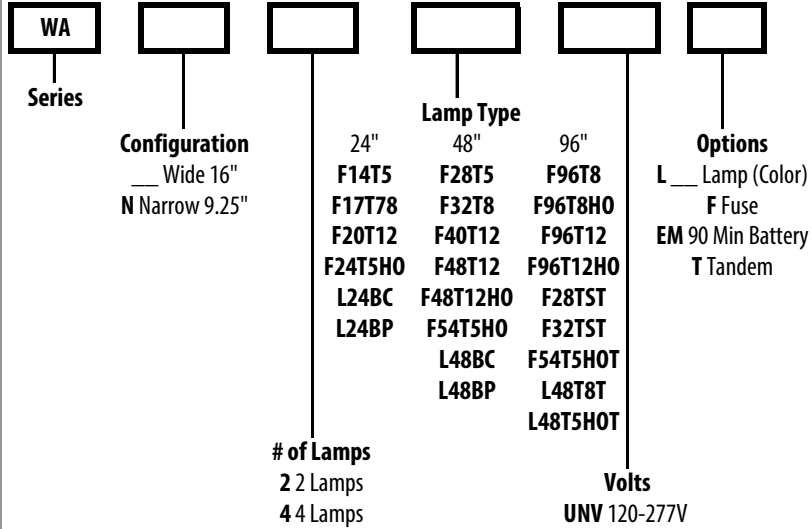 WA
Series
Configuration
__ Wide 16"
N Narrow 9.25"
# of Lamps
2 2 Lamps
4 4 Lamps
Lamp Type
24" 48" 96"
F14T5 F28T5 F96T8
F17T78 F32T8 F96T8HO
F20T12 F40T12 F96T12
F24T5HO F48T12 F96T12HO
L24BC F48T12HO F28TST
L24BP F54T5HO F32TST
L48BC F54T5HOT
L48BP L48T8T
L48T5HOT
Volts
UNV 120-277V
Options
L __ Lamp (Color)
F Fuse
EM 90 Min Battery
T Tandem